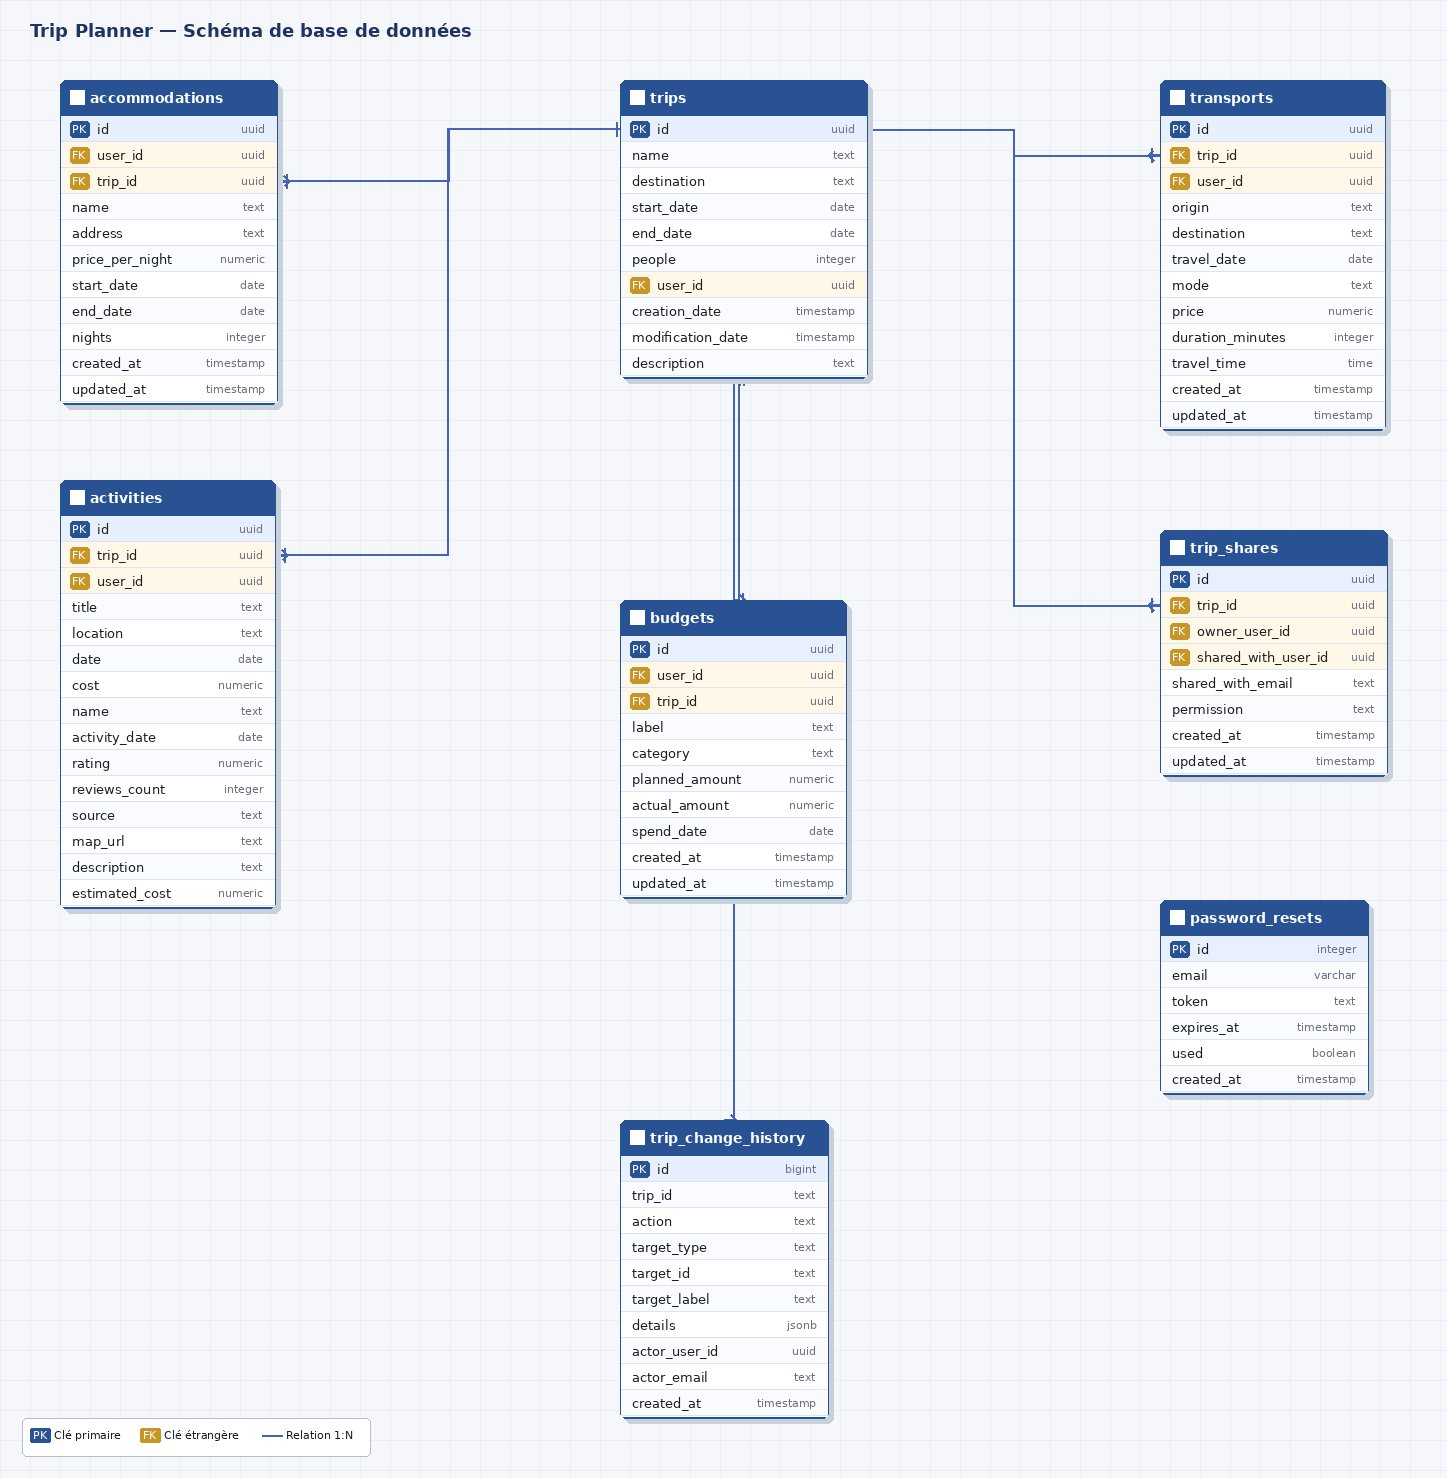 Trip Planner — Schéma de base de données
accommodations
PK id uuid
FK user_id uuid
FK trip_id uuid
name text
address text
price_per_night numeric
start_date date
end_date date
nights integer
created_at timestamp
updated_at timestamp
trips
PK id uuid
name text
destination text
start_date date
end_date date
people integer
FK user_id uuid
creation_date timestamp
modification_date timestamp
description text
transports
PK id uuid
FK trip_id uuid
FK user_id uuid
origin text
destination text
travel_date date
mode text
price numeric
duration_minutes integer
travel_time time
created_at timestamp
updated_at timestamp
activities
PK id uuid
FK trip_id uuid
FK user_id uuid
title text
location text
date date
cost numeric
name text
activity_date date
rating numeric
reviews_count integer
source text
map_url text
description text
estimated_cost numeric
budgets
PK id uuid
FK user_id uuid
FK trip_id uuid
label text
category text
planned_amount numeric
actual_amount numeric
spend_date date
created_at timestamp
updated_at timestamp
trip_shares
PK id uuid
FK trip_id uuid
FK owner_user_id uuid
FK shared_with_user_id uuid
shared_with_email text
permission text
created_at timestamp
updated_at timestamp
password_resets
PK id integer
email varchar
token text
expires_at timestamp
used boolean
created_at timestamp
trip_change_history
PK id bigint
trip_id text
action text
target_type text
target_id text
target_label text
details jsonb
actor_user_id uuid
actor_email text
created_at timestamp
PK Clé primaire FK Clé étrangère Relation 1:N